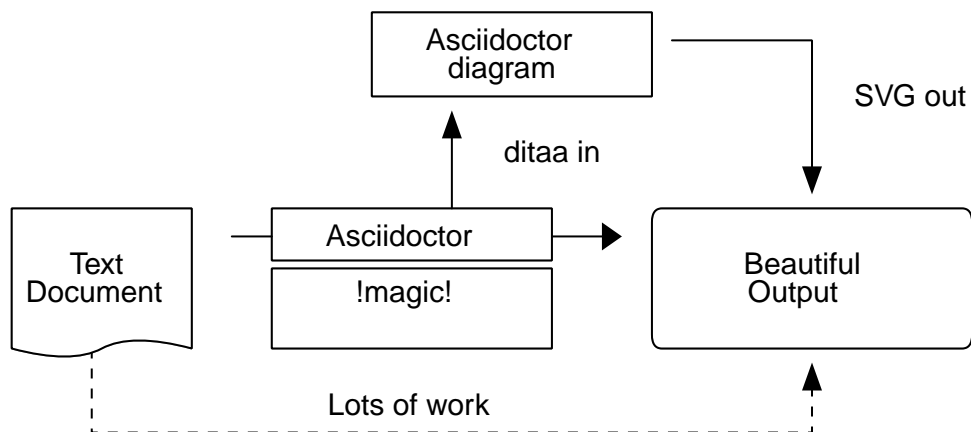 Asciidoctor
diagram
SVG out
ditaa in
Asciidoctor
Text
Document
!magic!
Beautiful
Output
Lots of work